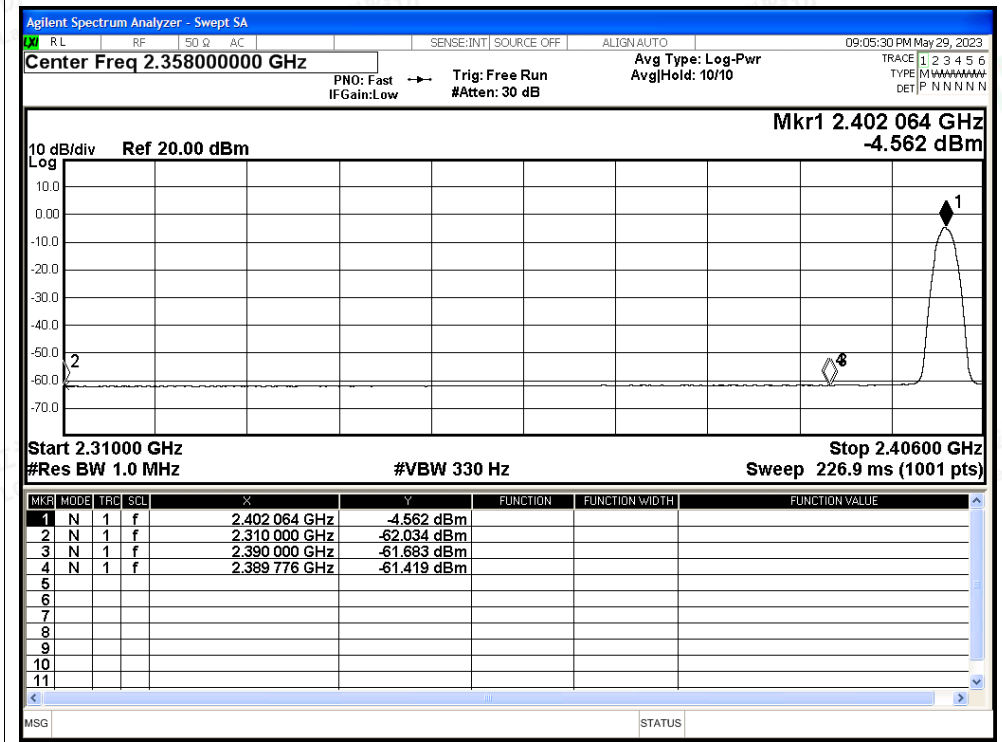 Agilent Spectrum Analyzer - Swept SA
LXI RL RF 50 Ω AC SENSE:INT SOURCE OFF ALIGN AUTO 09:05:30 PM May 29, 2023
Center Freq 2.358000000 GHz
PNO: Fast
IFGain:Low
Trig: Free Run
#Atten: 30 dB
Avg Type: Log-Pwr
Avg|Hold: 10/10
TRACE 1 2 3 4 5 6
TYPE M WWWWW
DET P N N N N N
Mkr1 2.402 064 GHz
-4.562 dBm
10 dB/div Ref 20.00 dBm
Log
10.0
0.00
-10.0
-20.0
-30.0
-40.0
-50.0
-60.0
-70.0
1
2
Start 2.31000 GHz Stop 2.40600 GHz
#Res BW 1.0 MHz #VBW 330 Hz Sweep 226.9 ms (1001 pts)
MKR MODE TRC SCL X Y FUNCTION FUNCTION WIDTH FUNCTION VALUE
1 N 1 f 2.402 064 GHz -4.562 dBm
2 N 1 f 2.310 000 GHz -62.034 dBm
3 N 1 f 2.390 000 GHz -61.683 dBm
4 N 1 f 2.389 776 GHz -61.419 dBm
5
6
7
8
9
10
11
MSG STATUS